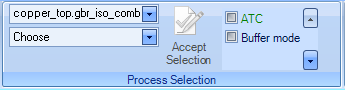 copper_top.gbr_iso_comb
Choose
Accept
Selection
ATC
Buffer mode
Process Selection